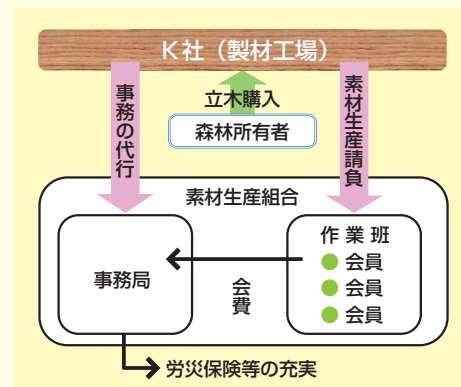 K社（製材工場）
事務の代行
立木購入
森林所有者
素材生産請負
素材生産組合
事務局
会費
作業班
会員
会員
会員
労災保険等の充実